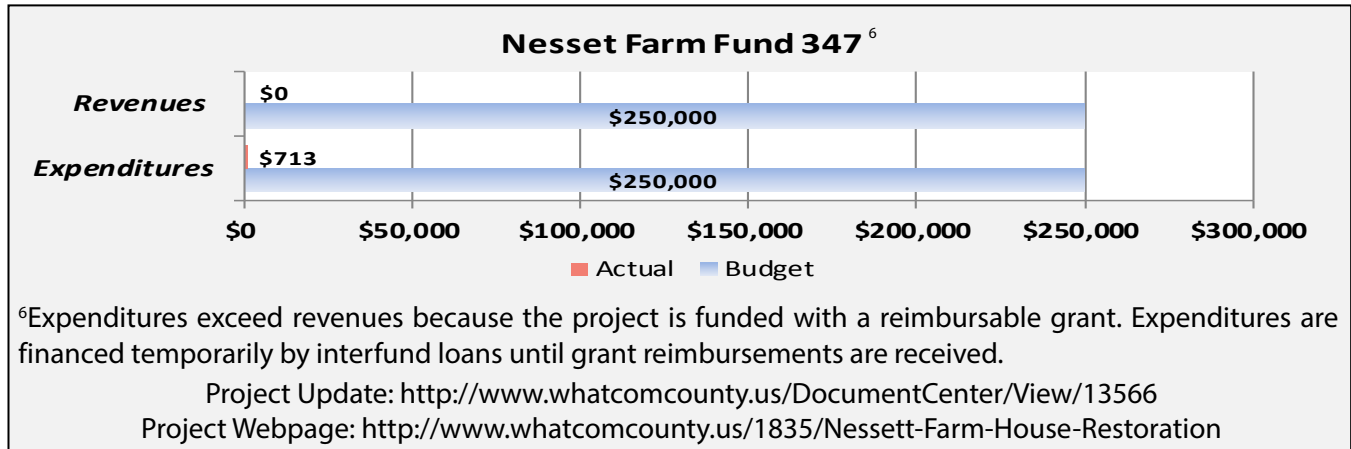 Nesset Farm Fund 347 6
Revenues
$0
$250,000
Expenditures
$713
$250,000
$0 $50,000 $100,000 $150,000 $200,000 $250,000 $300,000
Actual Budget
6Expenditures exceed revenues because the project is funded with a reimbursable grant. Expenditures are
financed temporarily by interfund loans until grant reimbursements are received.
Project Update: http://www.whatcomcounty.us/DocumentCenter/View/13566
Project Webpage: http://www.whatcomcounty.us/1835/Nessett-Farm-House-Restoration